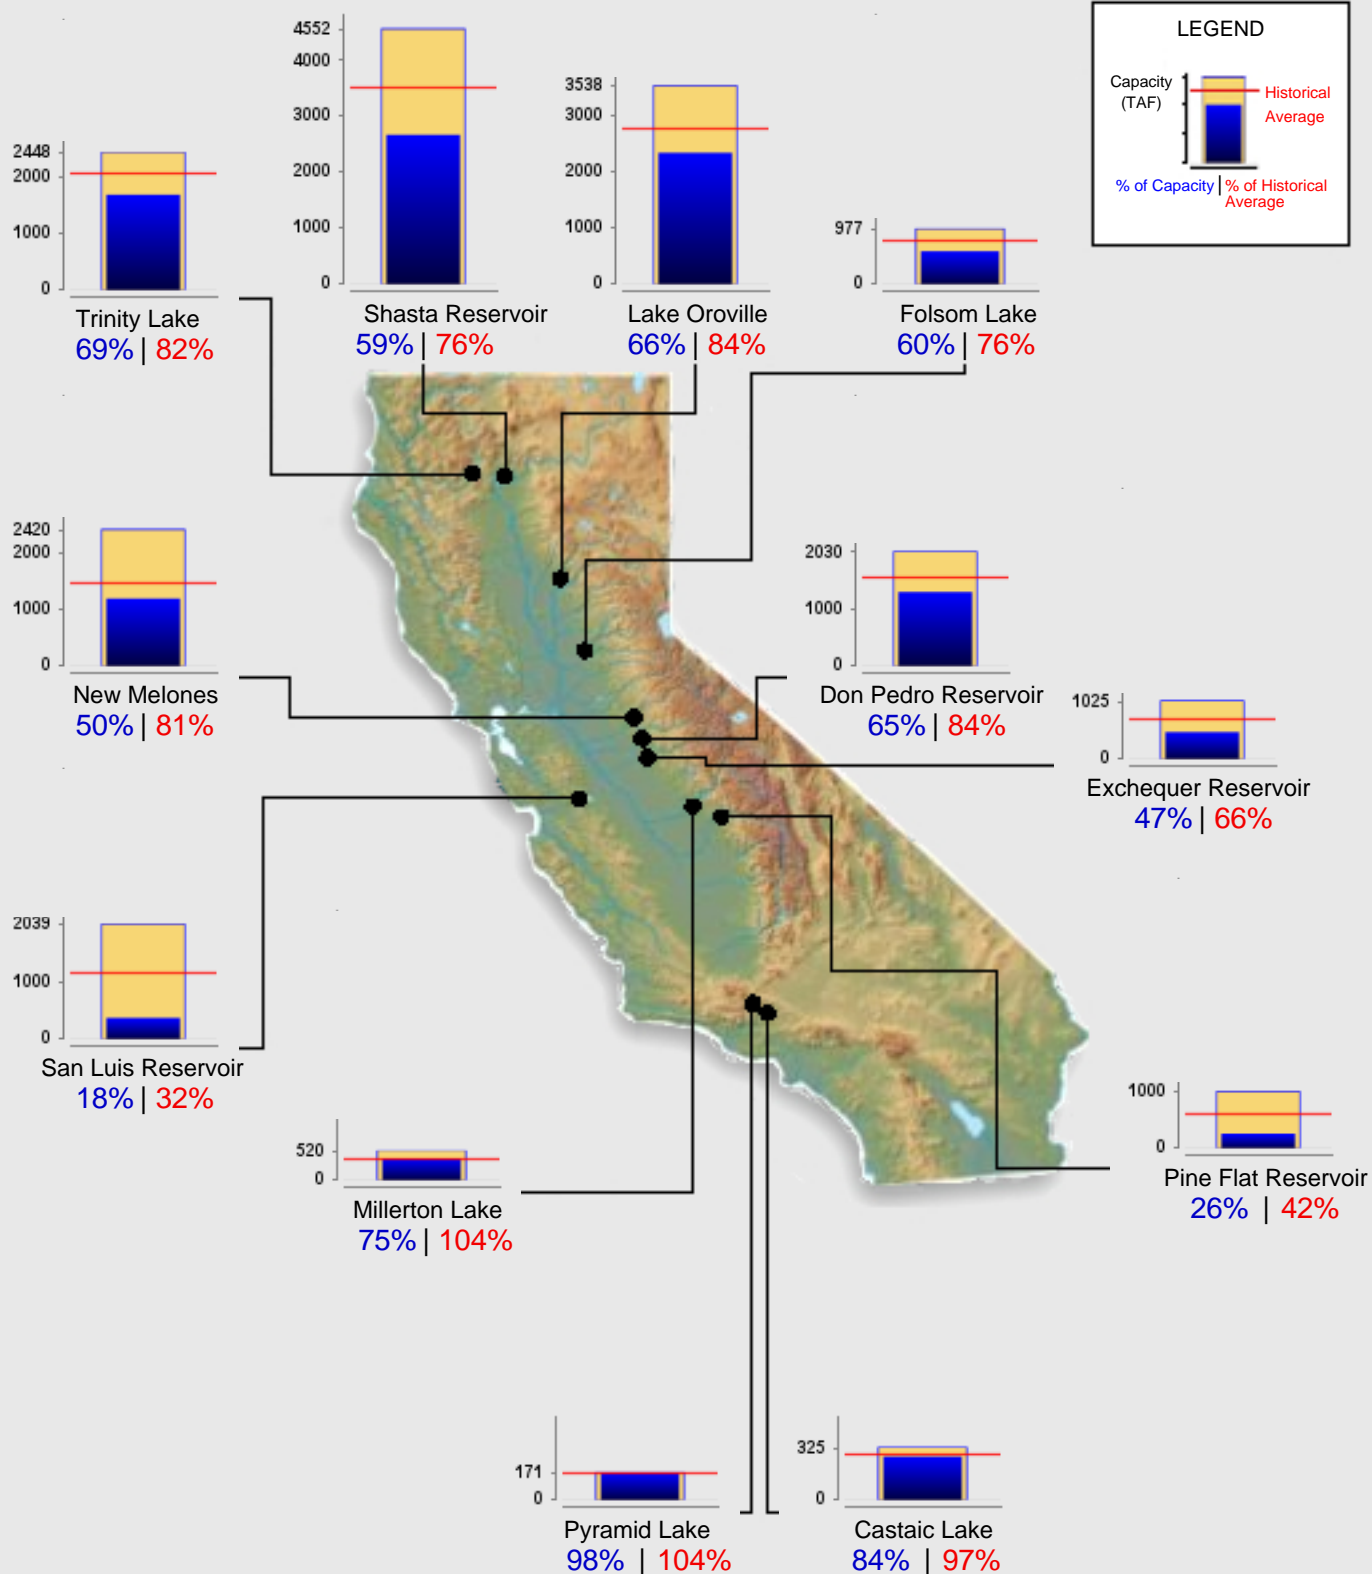 LEGEND
Capacity
(TAF)
Historical
Average
% of Capacity | % of Historical
Average
2448
2000
1000
0
Trinity Lake
69% | 82%
4552
4000
3000
2000
1000
0
Shasta Reservoir
59% | 76%
3538
3000
2000
1000
0
Lake Oroville
66% | 84%
977
0
Folsom Lake
60% | 76%
2420
2000
1000
0
New Melones
50% | 81%
2030
1000
0
Don Pedro Reservoir
65% | 84%
1025
0
Exchequer Reservoir
47% | 66%
2039
1000
0
San Luis Reservoir
18% | 32%
520
0
Millerton Lake
75% | 104%
1000
0
Pine Flat Reservoir
26% | 42%
171
0
Pyramid Lake
98% | 104%
325
0
Castaic Lake
84% | 97%